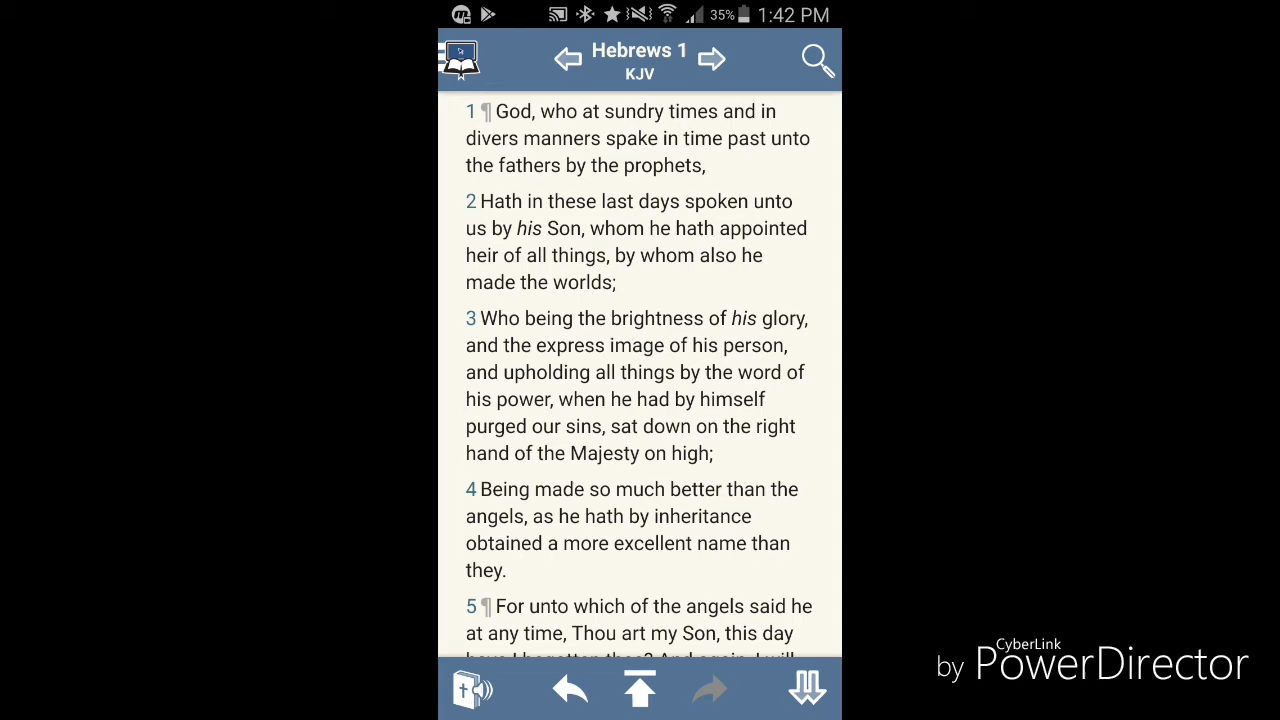 35% 1:42 PM
Hebrews 1
KJV
1 ¶ God, who at sundry times and in
divers manners spake in time past unto
the fathers by the prophets,
2 Hath in these last days spoken unto
us by his Son, whom he hath appointed
heir of all things, by whom also he
made the worlds;
3 Who being the brightness of his glory,
and the express image of his person,
and upholding all things by the word of
his power, when he had by himself
purged our sins, sat down on the right
hand of the Majesty on high;
4 Being made so much better than the
angels, as he hath by inheritance
obtained a more excellent name than
they.
5 ¶ For unto which of the angels said he
at any time, Thou art my Son, this day
have I begotten thee? And again, I will
CyberLink
by PowerDirector